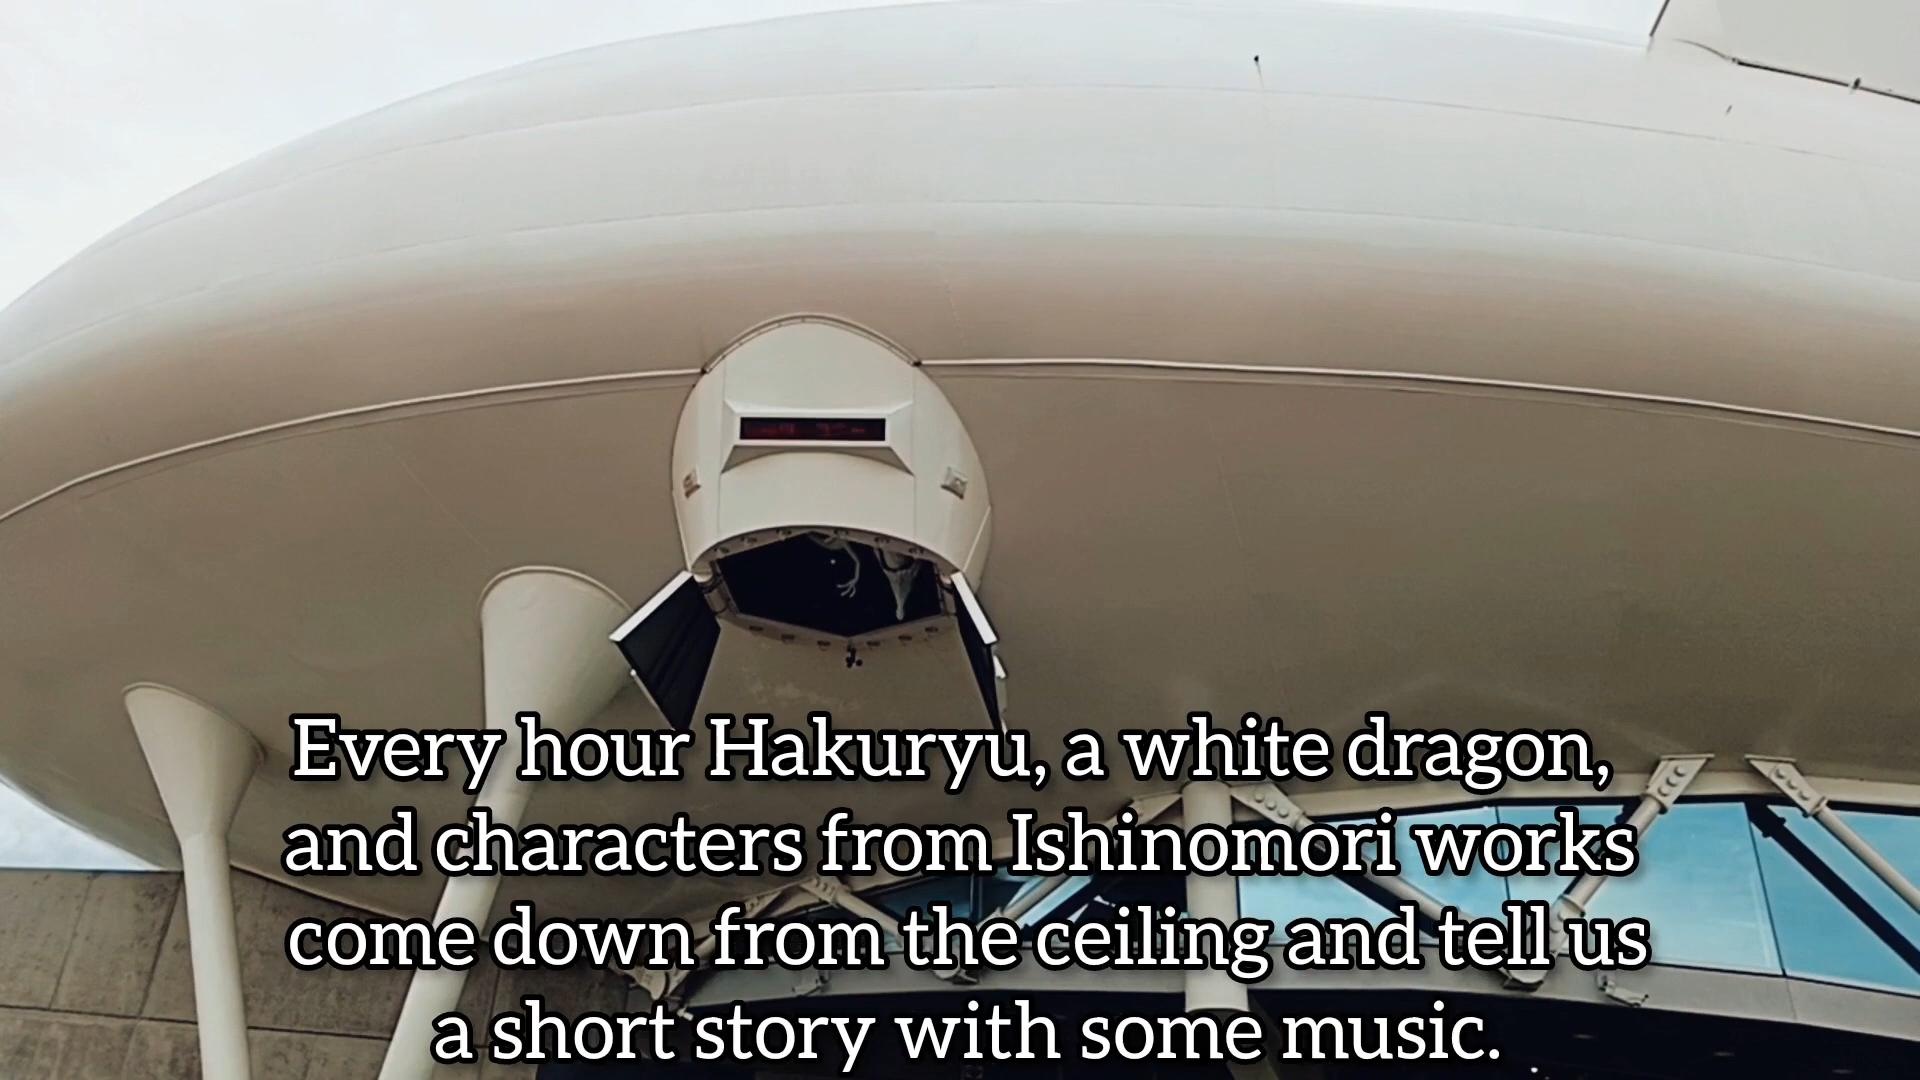 Every hour Hakuryu, a white dragon,
and characters from Ishinomori works
come down from the ceiling and tell us
a short story with some music.